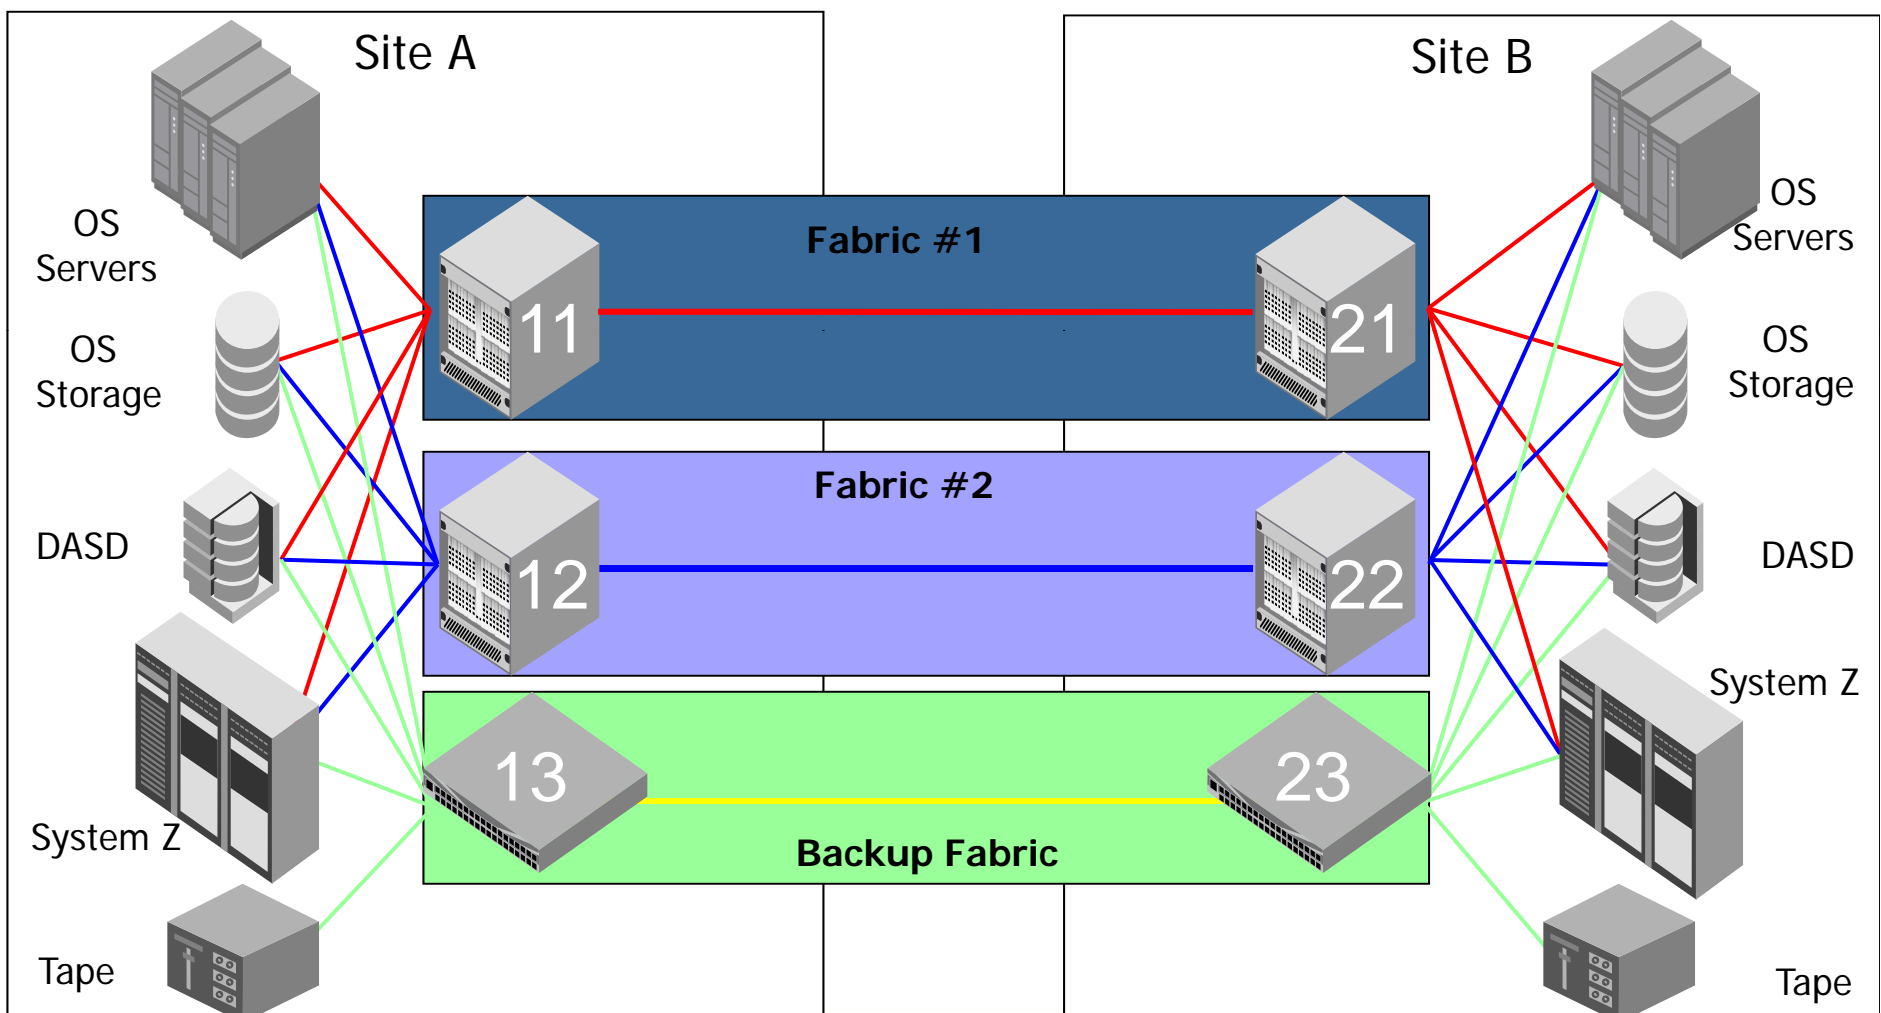 Site A
Site B
OS
Servers
OS
Servers
Fabric #1
11
21
OS
Storage
OS
Storage
Fabric #2
DASD
DASD
12
22
System Z
13
23
System Z
Backup Fabric
Tape
Tape